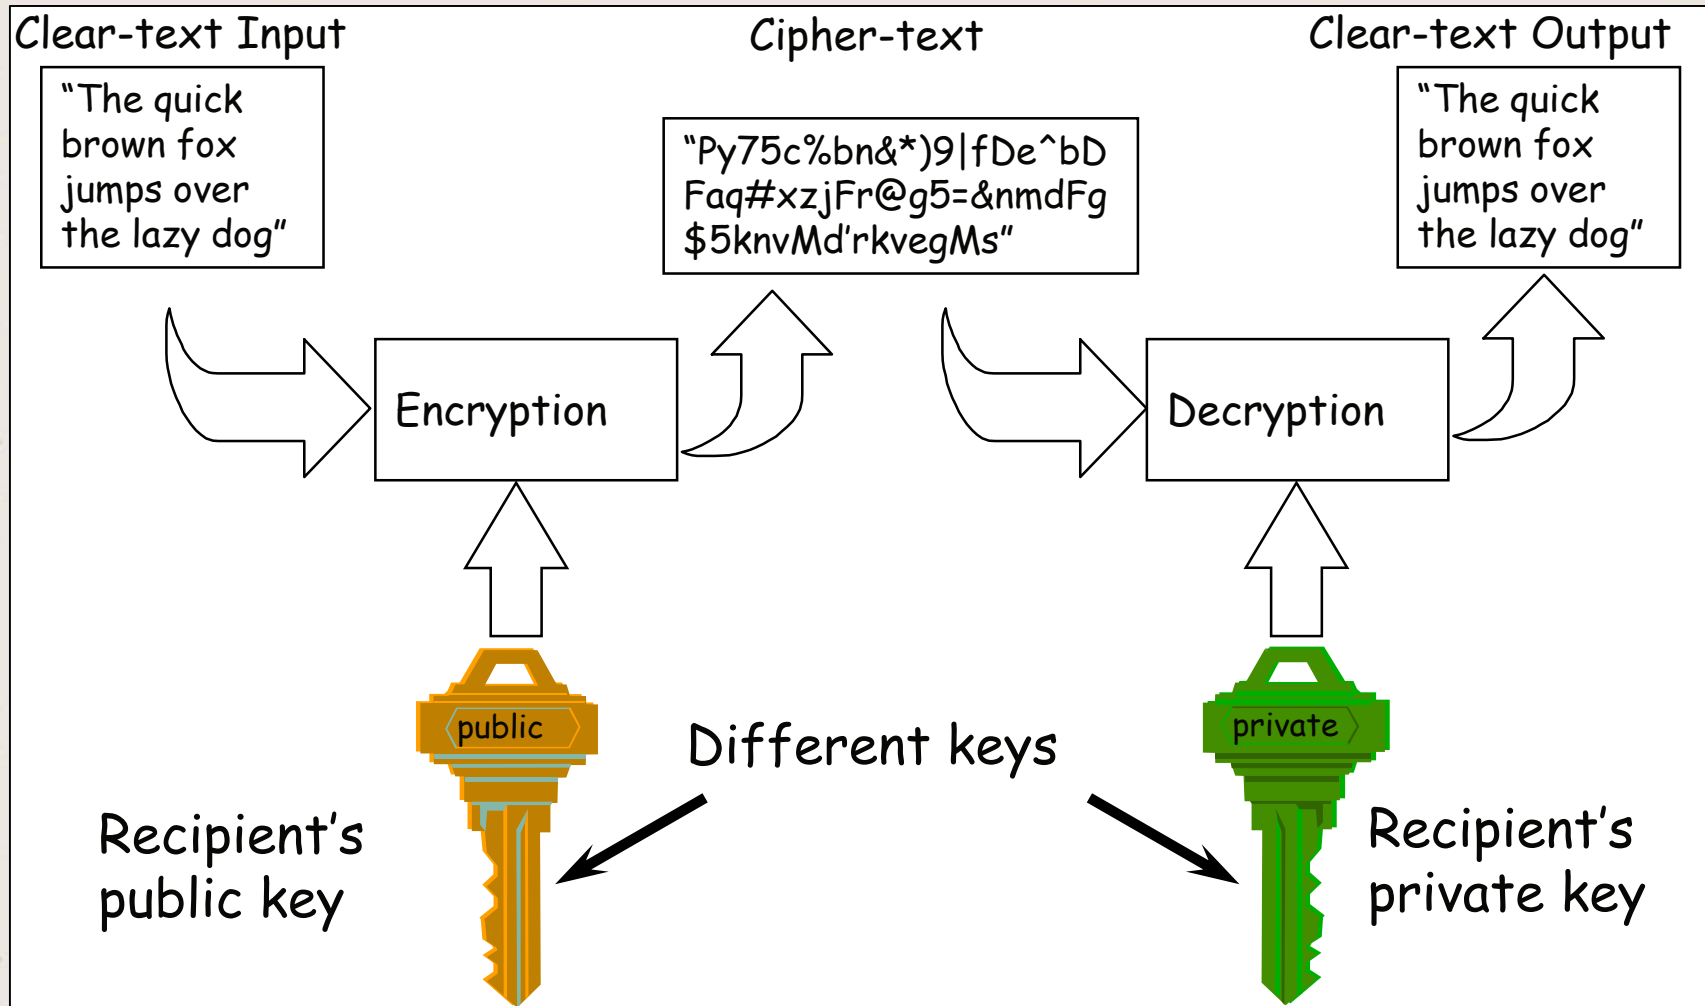 Clear-text Input
Cipher-text
Clear-text Output
“The quick
brown fox
jumps over
the lazy dog”
“Py75c%bn&*)9|fDe^bD
Faq#xzjFr@g5=&nmdFg
$5knvMd’rkvegMs”
“The quick
brown fox
jumps over
the lazy dog”
Encryption
Decryption
public
private
Different keys
Recipient’s
public key
Recipient’s
private key